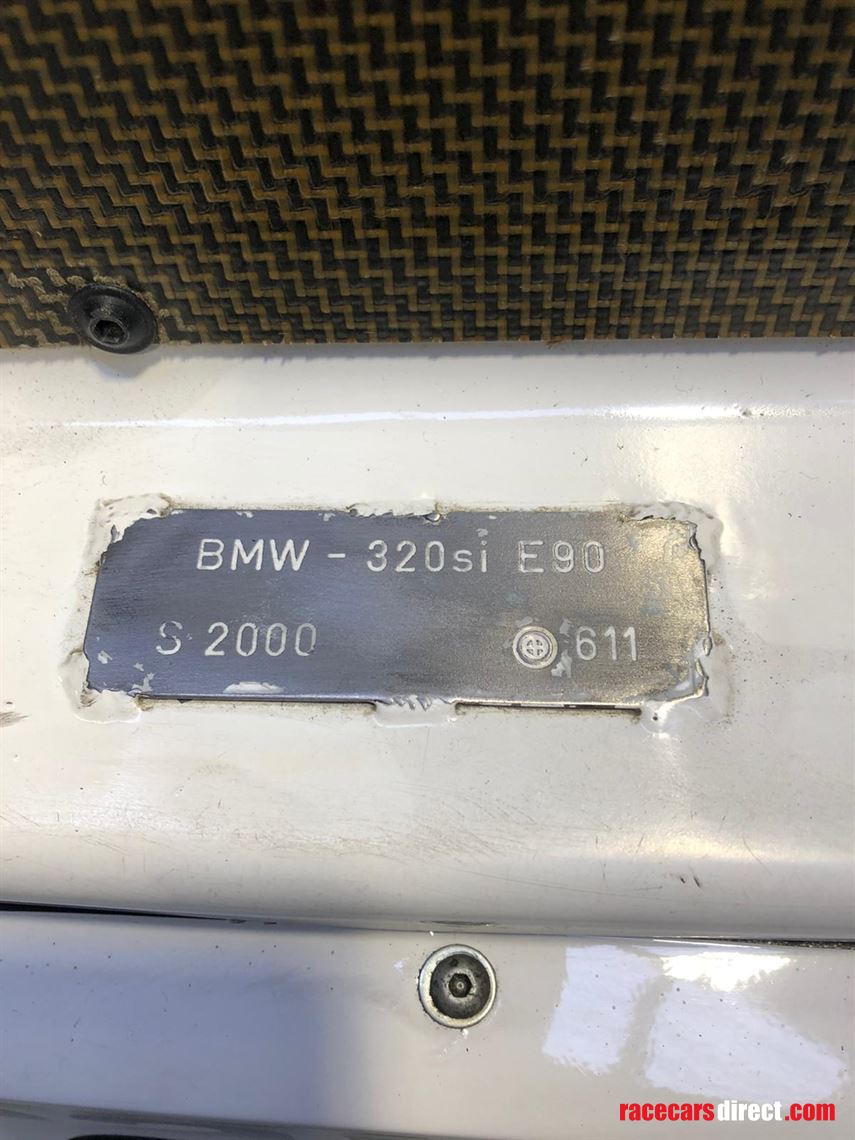 BMW - 320si E90
S 2000 611
racecarsdirect.com